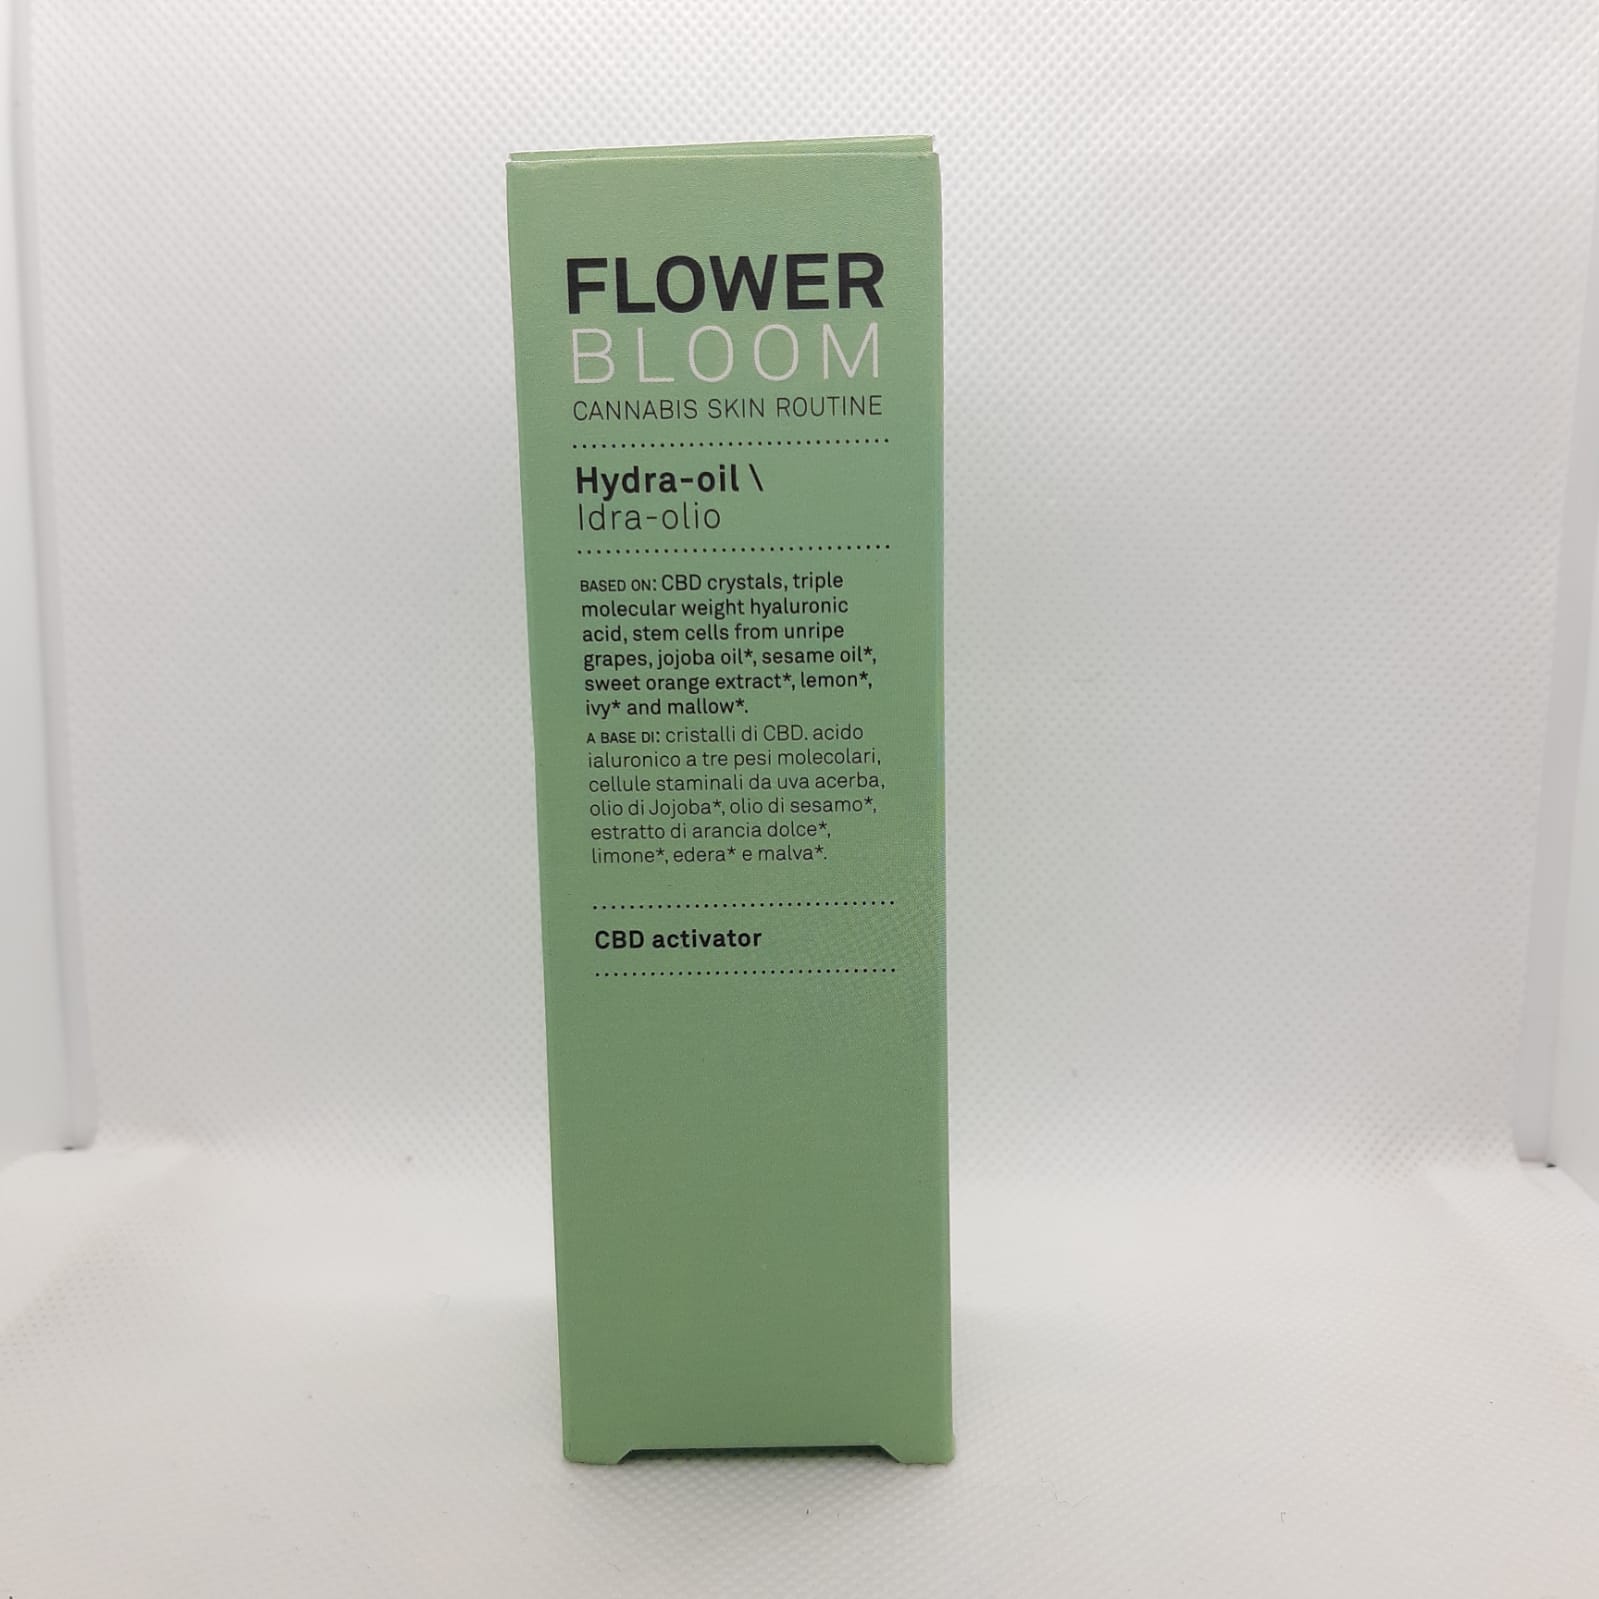 FLOWER
BLOOM
CANNABIS SKIN ROUTINE
Hydra-oil \
Idra-olio
BASED ON: CBD crystals, triple
molecular weight hyaluronic
acid, stem cells from unripe
grapes, jojoba oil*, sesame oil*,
sweet orange extract*, lemon*,
ivy* and mallow*.
A BASE DI: cristalli di CBD. acido
ialuronico a tre pesi molecolari,
cellule staminali da uva acerba,
olio di Jojoba*, olio di sesamo*,
estratto di arancia dolce*,
limone*, edera* e malva*.
CBD activator